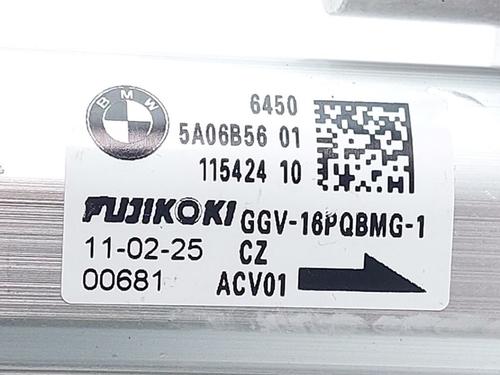 BMW
6450
5A06B56 01
115424 10
FUJIKOKI GGV-16PQBMG-1
11-02-25 CZ
00681 ACV01